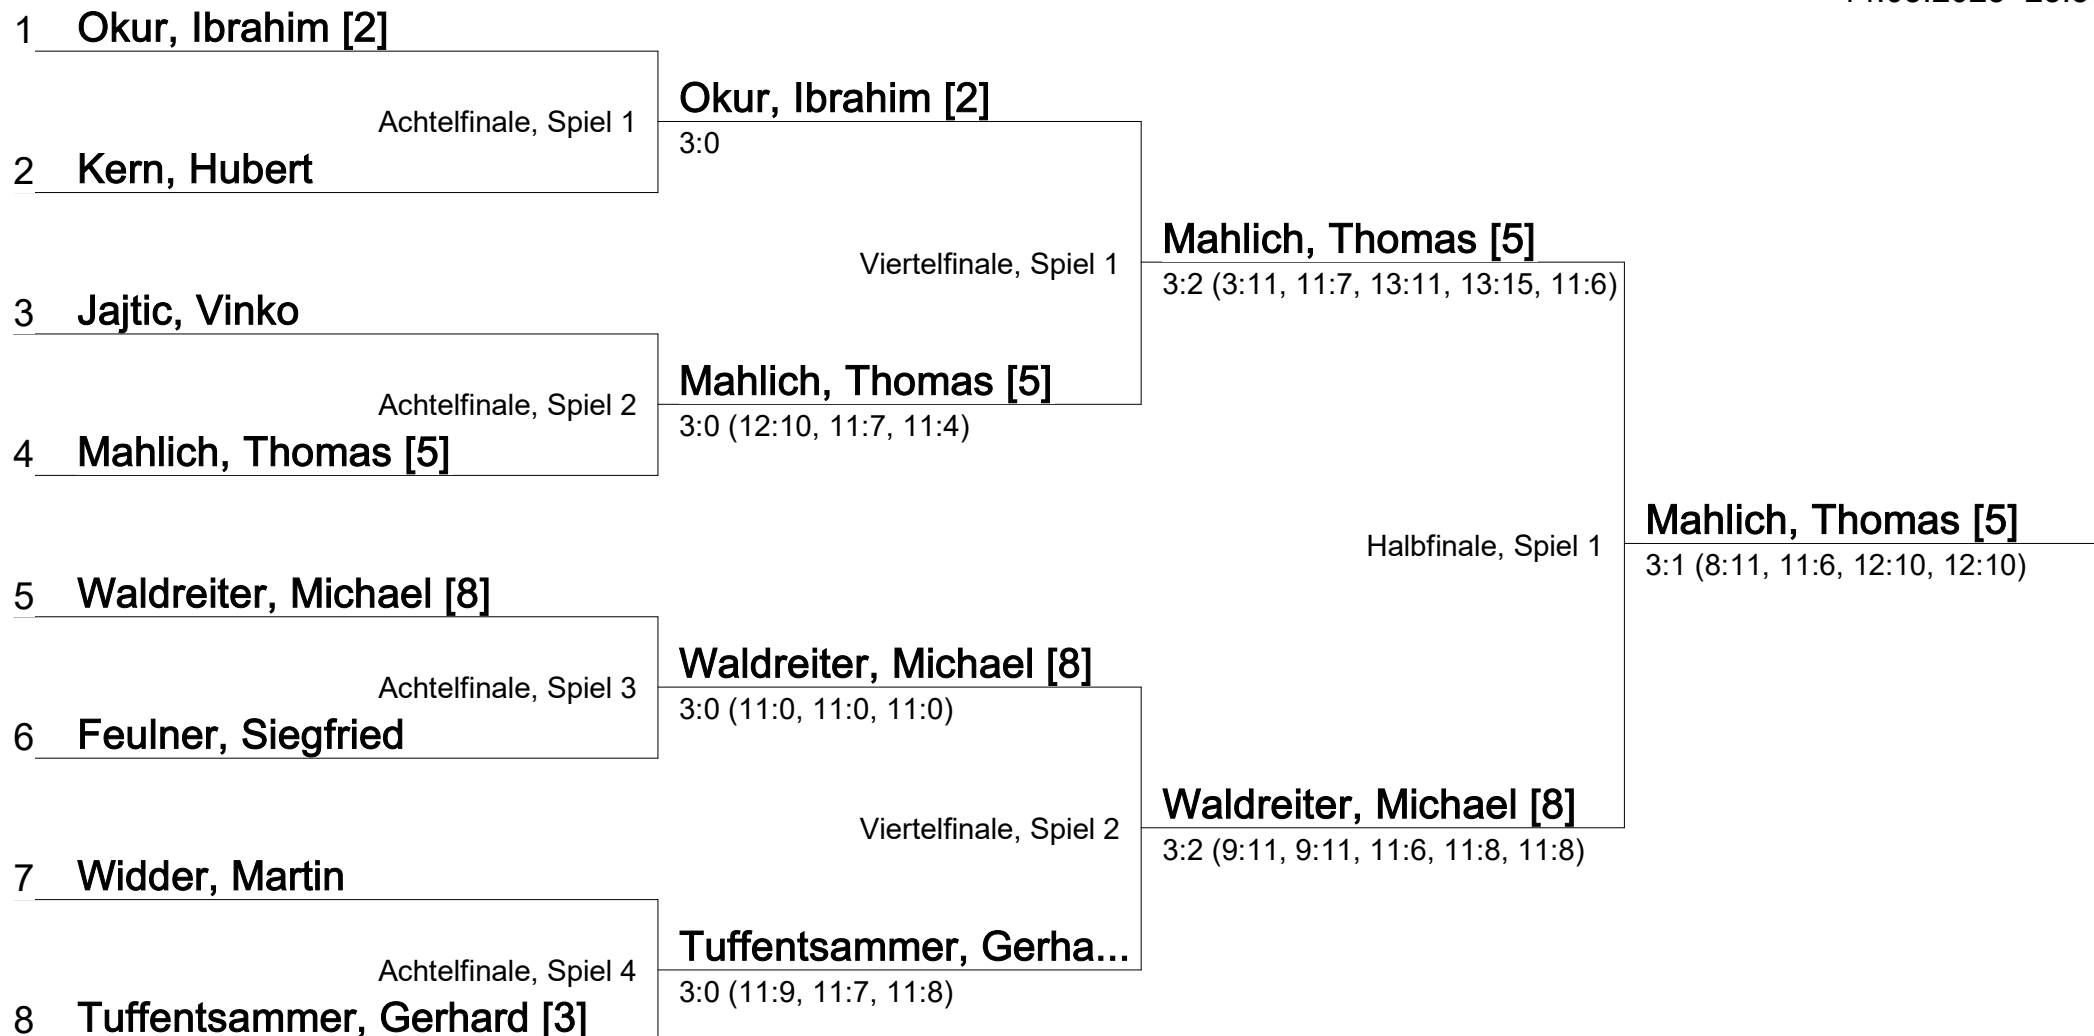 1 Okur, Ibrahim [2]
Achtelfinale, Spiel 1
Okur, Ibrahim [2]
3:0
2 Kern, Hubert
Viertelfinale, Spiel 1
Mahlich, Thomas [5]
3:2 (3:11, 11:7, 13:11, 13:15, 11:6)
3 Jajtic, Vinko
Achtelfinale, Spiel 2
Mahlich, Thomas [5]
3:0 (12:10, 11:7, 11:4)
4 Mahlich, Thomas [5]
Halbfinale, Spiel 1
Mahlich, Thomas [5]
3:1 (8:11, 11:6, 12:10, 12:10)
5 Waldreiter, Michael [8]
Achtelfinale, Spiel 3
Waldreiter, Michael [8]
3:0 (11:0, 11:0, 11:0)
6 Feulner, Siegfried
Viertelfinale, Spiel 2
Waldreiter, Michael [8]
3:2 (9:11, 9:11, 11:6, 11:8, 11:8)
7 Widder, Martin
Achtelfinale, Spiel 4
Tuffentsammer, Gerha...
3:0 (11:9, 11:7, 11:8)
8 Tuffentsammer, Gerhard [3]